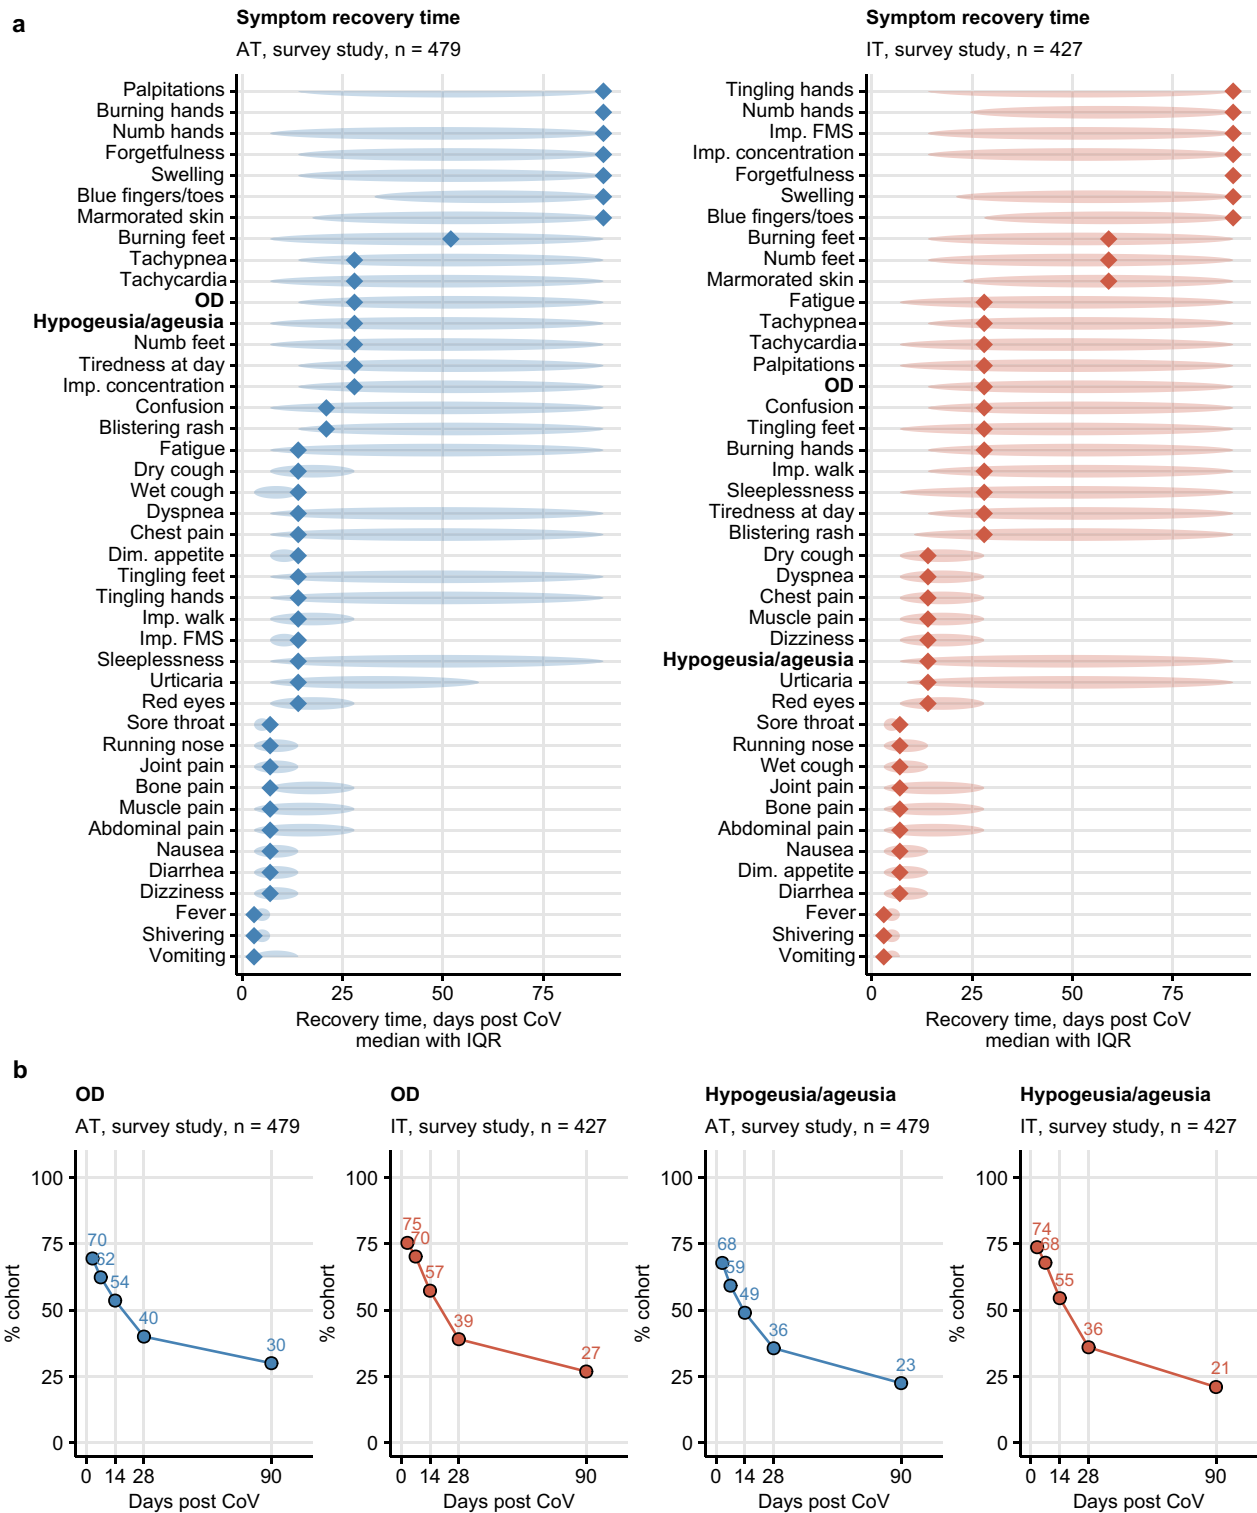 a
Symptom recovery time
AT, survey study, n = 479
Palpitations
Burning hands
Numb hands
Forgetfulness
Swelling
Blue fingers/toes
Marmorated skin
Burning feet
Tachypnea
Tachycardia
OD
Hypogeusia/ageusia
Numb feet
Tiredness at day
Imp. concentration
Confusion
Blistering rash
Fatigue
Dry cough
Wet cough
Dyspnea
Chest pain
Dim. appetite
Tingling feet
Tingling hands
Imp. walk
Imp. FMS
Sleeplessness
Urticaria
Red eyes
Sore throat
Running nose
Joint pain
Bone pain
Muscle pain
Abdominal pain
Nausea
Diarrhea
Dizziness
Fever
Shivering
Vomiting
0 25 50 75
Recovery time, days post CoV
median with IQR
Symptom recovery time
IT, survey study, n = 427
Tingling hands
Numb hands
Imp. FMS
Imp. concentration
Forgetfulness
Swelling
Blue fingers/toes
Burning feet
Numb feet
Marmorated skin
Fatigue
Tachypnea
Tachycardia
Palpitations
OD
Confusion
Tingling feet
Burning hands
Imp. walk
Sleeplessness
Tiredness at day
Blistering rash
Dry cough
Dyspnea
Chest pain
Muscle pain
Dizziness
Hypogeusia/ageusia
Urticaria
Red eyes
Sore throat
Running nose
Wet cough
Joint pain
Bone pain
Abdominal pain
Nausea
Dim. appetite
Diarrhea
Fever
Shivering
Vomiting
0 25 50 75
Recovery time, days post CoV
median with IQR
b
OD
AT, survey study, n = 479
% cohort
100
75
50
25
0
70
62
54
40
30
0 14 28 90
Days post CoV
OD
IT, survey study, n = 427
% cohort
100
75
50
25
0
75
70
57
39
27
0 14 28 90
Days post CoV
Hypogeusia/ageusia
AT, survey study, n = 479
% cohort
100
75
50
25
0
68
59
49
36
23
0 14 28 90
Days post CoV
Hypogeusia/ageusia
IT, survey study, n = 427
% cohort
100
75
50
25
0
74
68
55
36
21
0 14 28 90
Days post CoV